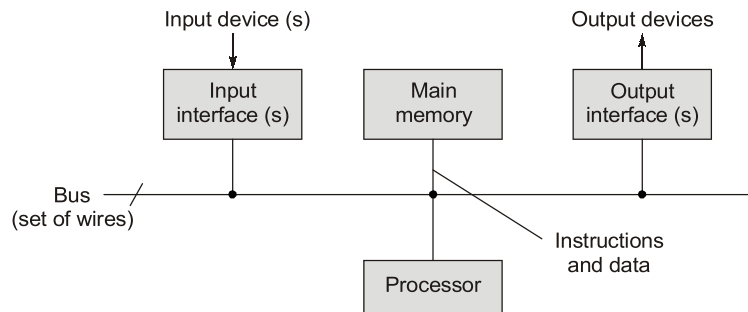 Input device (s)
Output devices
Input
interface (s)
Main
memory
Output
interface (s)
Bus
(set of wires)
Instructions
and data
Processor